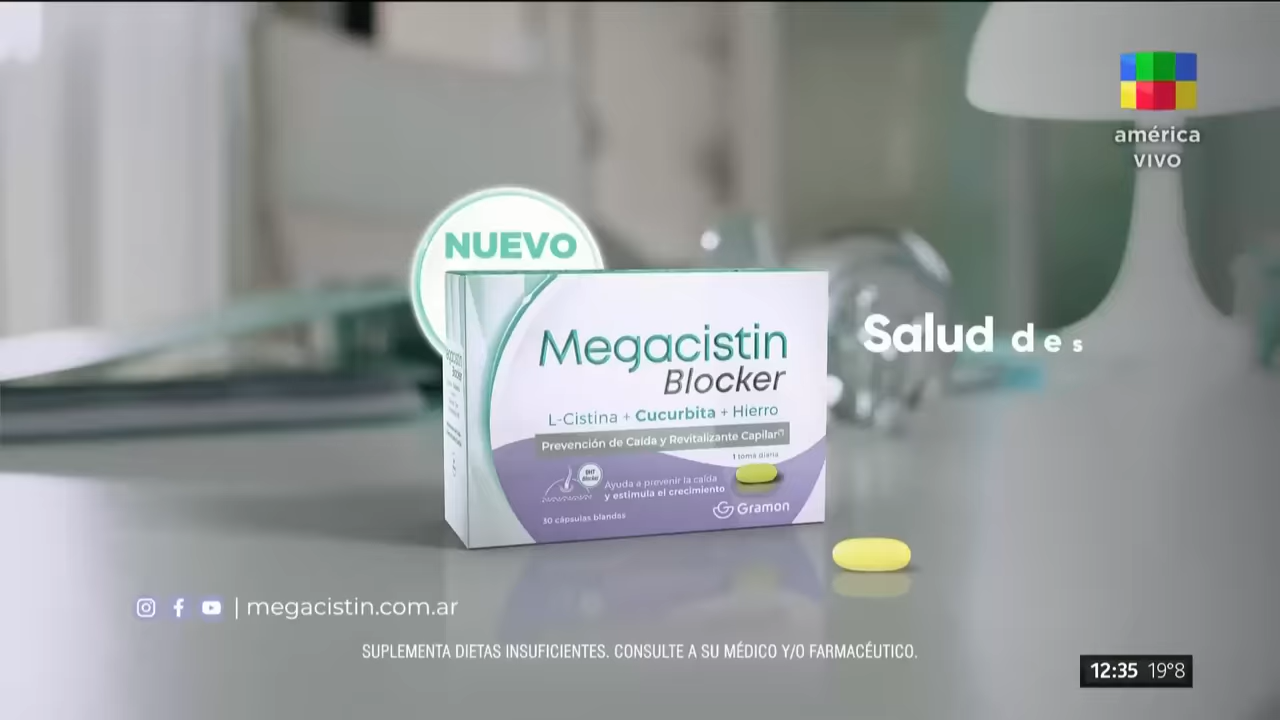 américa
VIVO
NUEVO
Megacistin
Blocker
L-Cistina + Cucurbita + Hierro
Prevención de Caída y Revitalizante Capilar
1 toma diaria
Ayuda a prevenir la caída
y estimula el crecimiento
30 cápsulas blandas
Gramon
Salud des
megacistin.com.ar
SUPLEMENTA DIETAS INSUFICIENTES. CONSULTE A SU MÉDICO Y/O FARMACÉUTICO.
12:35 19°8